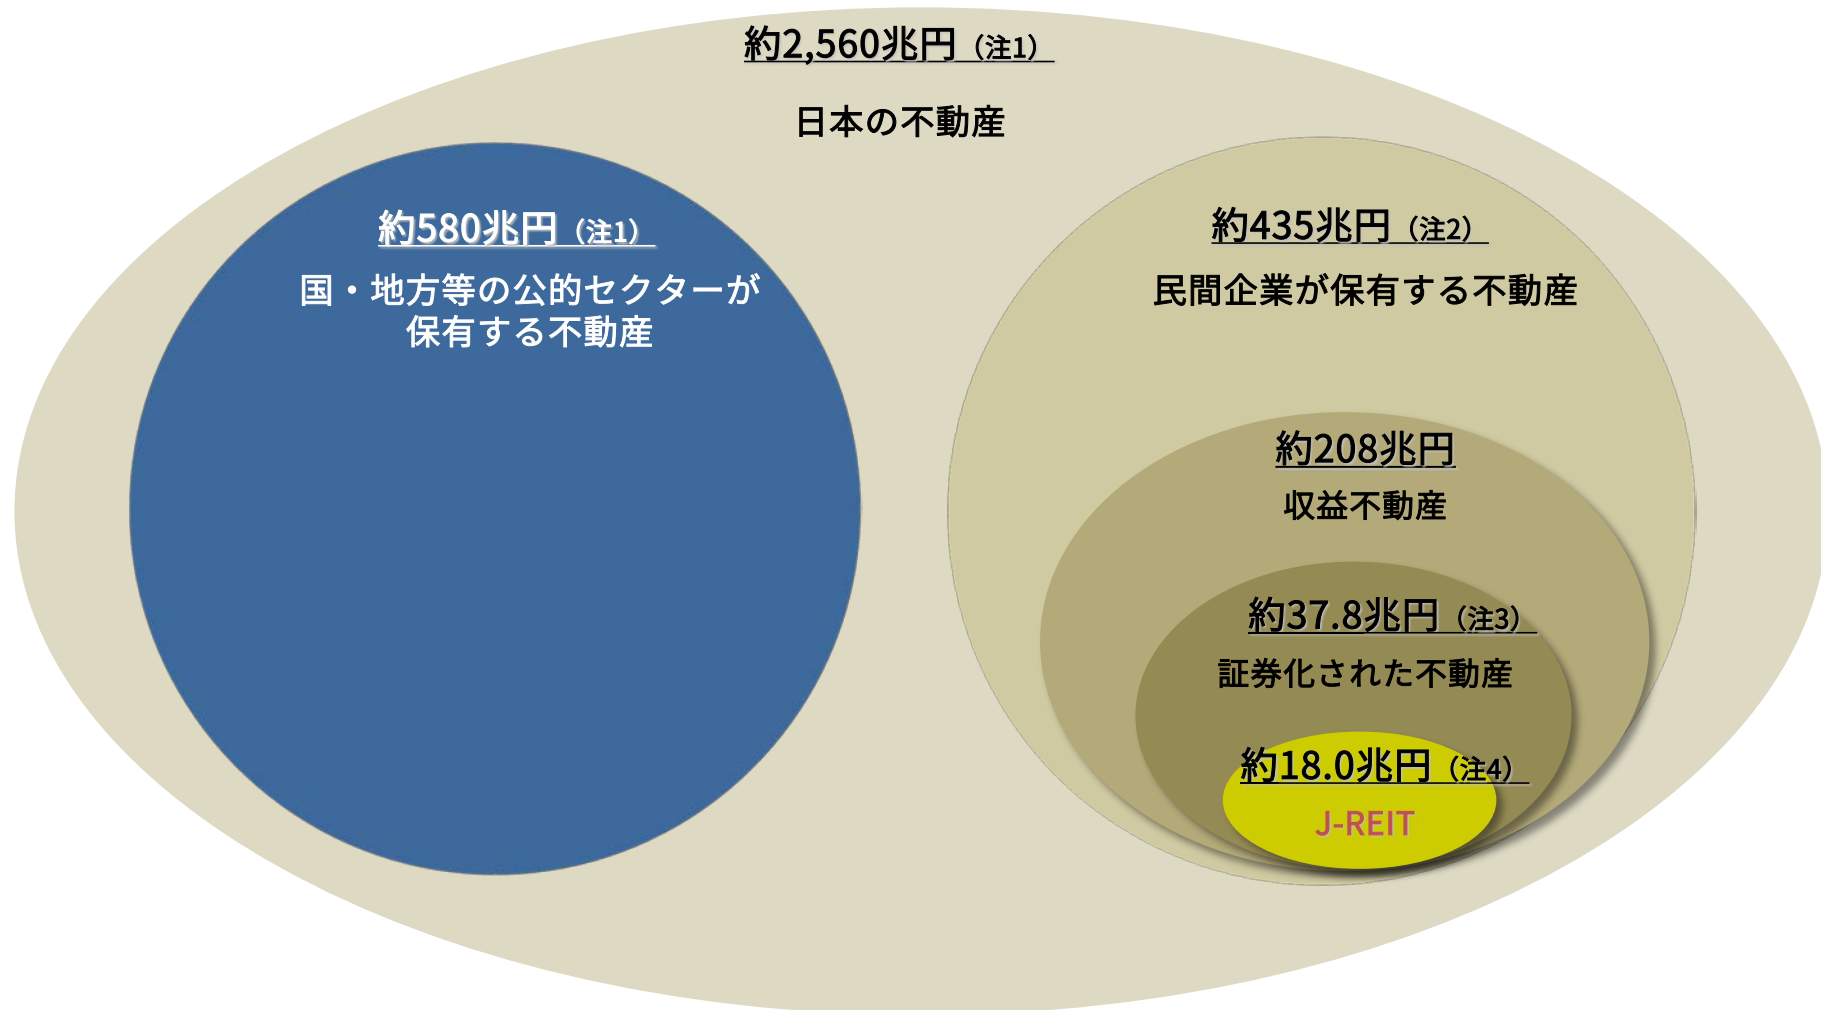 約2,560兆円（注1）
日本の不動産
約580兆円（注1）
国・地方等の公的セクターが
保有する不動産
約435兆円（注2）
民間企業が保有する不動産
約208兆円
収益不動産
約37.8兆円（注3）
証券化された不動産
約18.0兆円（注4）
J-REIT